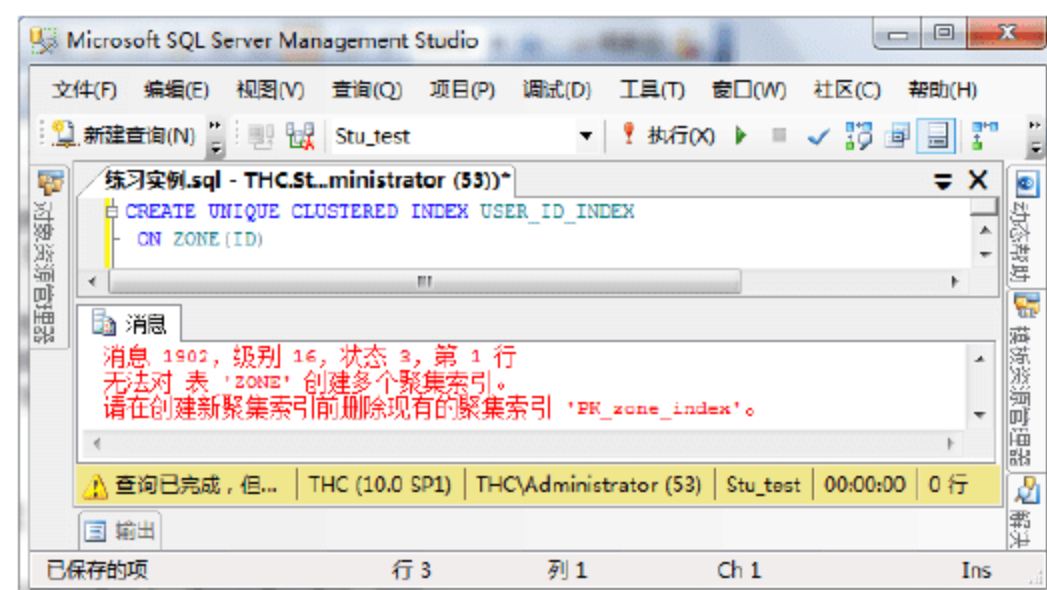 Microsoft SQL Server Management Studio
文件(F) 编辑(E) 视图(V) 查询(Q) 项目(P) 调试(D) 工具(T) 窗口(W) 社区(C) 帮助(H)
新建查询(N) Stu_test 执行(X)
练习实例.sql - THC.St...ministrator (53))*
对象资源管理器
CREATE UNIQUE CLUSTERED INDEX USER_ID_INDEX
ON ZONE(ID)
动态帮助
模板资源管理器
解决
消息
消息 1902，级别 16，状态 3，第 1 行
无法对 表 'ZONE' 创建多个聚集索引。
请在创建新聚集索引前删除现有的聚集索引 'PK_zone_index'。
查询已完成，但... THC (10.0 SP1) THC\Administrator (53) Stu_test 00:00:00 0 行
输出
已保存的项 行 3 列 1 Ch 1 Ins